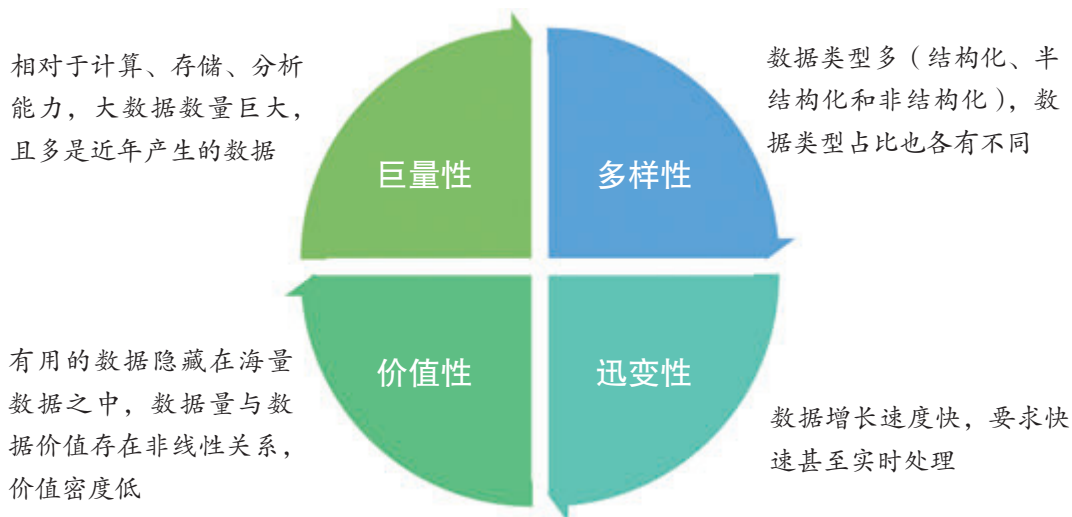 相对于计算、存储、分析
能力，大数据数量巨大，
且多是近年产生的数据
巨量性
多样性
数据类型多（结构化、半
结构化和非结构化），数
据类型占比也各有不同
有用的数据隐藏在海量
数据之中，数据量与数
据价值存在非线性关系，
价值密度低
价值性
迅变性
数据增长速度快，要求快
速甚至实时处理